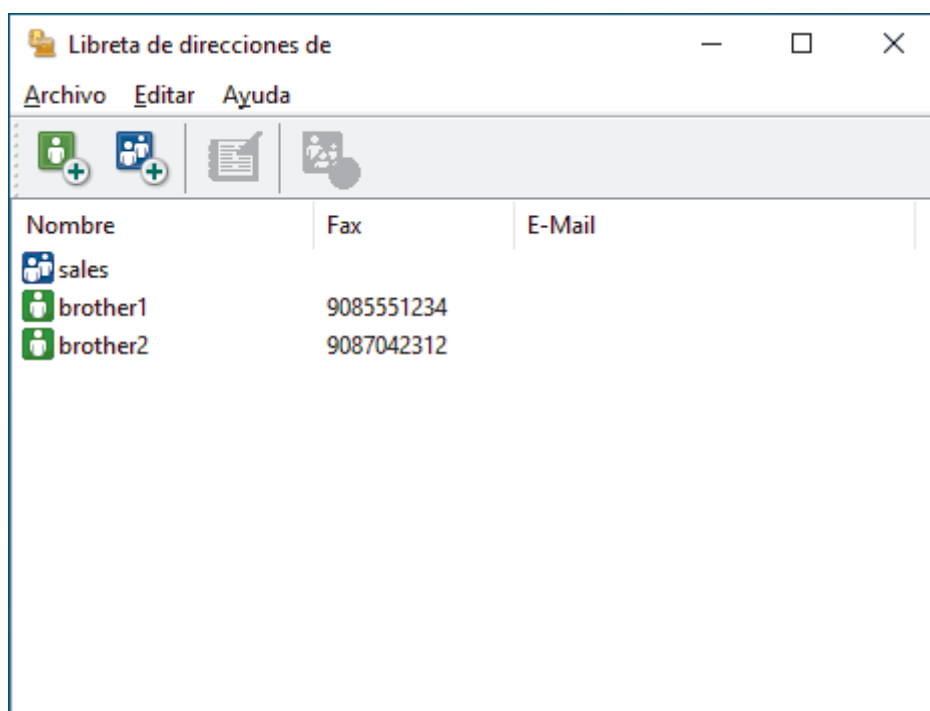 Libreta de direcciones de
Archivo Editar Ayuda
Nombre Fax E-Mail
sales
brother1 9085551234
brother2 9087042312